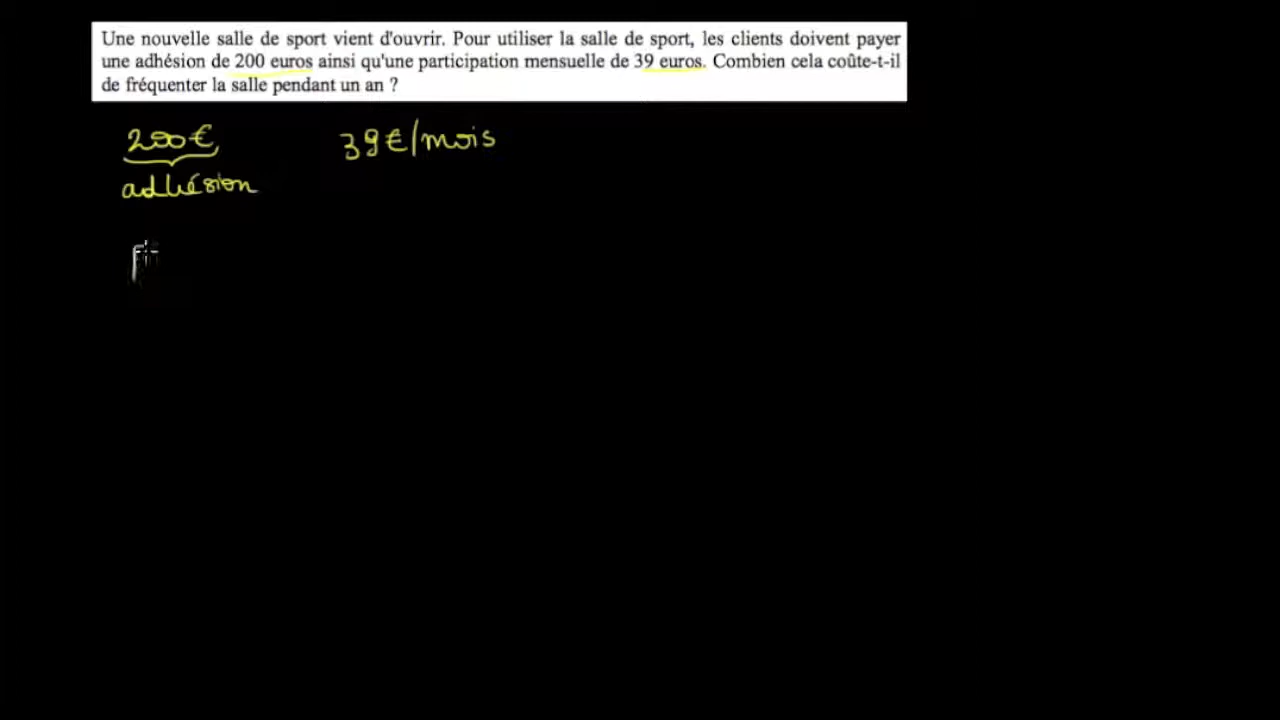 Une nouvelle salle de sport vient d'ouvrir. Pour utiliser la salle de sport, les clients doivent payer
une adhésion de 200 euros ainsi qu'une participation mensuelle de 39 euros. Combien cela coûte-t-il
de fréquenter la salle pendant un an ?
200€ 39€/mois
adhésion